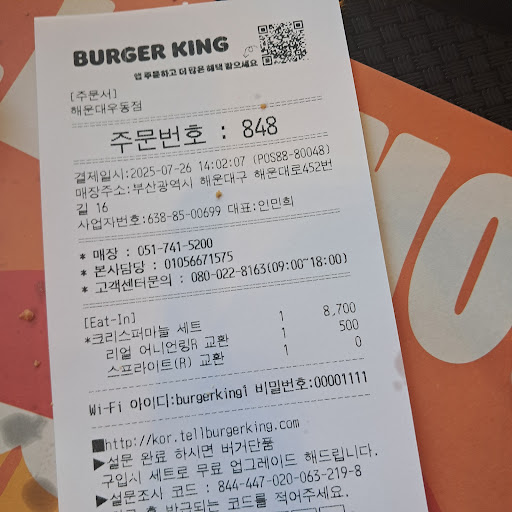 BURGER KING
앱 주문하고 더 많은 혜택 받으세요
[주문서]
해운대우동점
주문번호 : 848
결제일시:2025-07-26 14:02:07 (POS88-80048)
매장주소:부산광역시 해운대구 해운대로452번
길 16
사업자번호:638-85-00699 대표:인민희
* 매장 : 051-741-5200
* 본사담당 : 01056671575
* 고객센터문의 : 080-022-8163(09:00~18:00)
[Eat-In]
*크리스퍼마늘 세트 1 8,700
리얼 어니언링R 교환 1 500
스프라이트(R) 교환 1 0
Wi-Fi 아이디:burgerking1 비밀번호:00001111
■http://kor.tellburgerking.com
▶설문 완료 하시면 버거단품
구입시 세트로 무료 업그레이드 해드립니다.
▶설문조사 코드 : 844-447-020-063-219-8
후 발급되는 코드를 적어주세요.